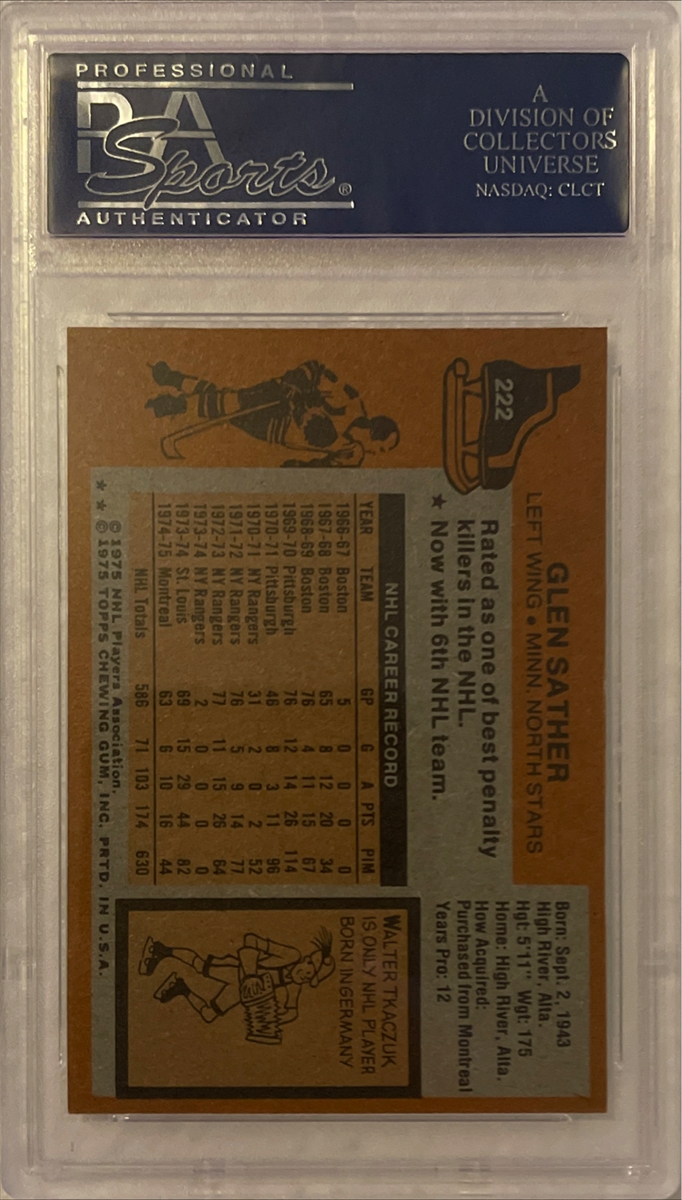 PROFESSIONAL
PSA
Sports®
AUTHENTICATOR
A
DIVISION OF
COLLECTORS
UNIVERSE
NASDAQ: CLCT
222
GLEN SATHER
LEFT WING • MINN. NORTH STARS
Rated as one of best penalty
killers in the NHL.
★ Now with 6th NHL team.
Born: Sept. 2, 1943
High River, Alta.
Hgt: 5'11" Wgt: 175
Home: High River, Alta.
How Acquired:
Purchased from Montreal
Years Pro: 12
NHL CAREER RECORD
YEAR TEAM GP G A PTS PIM
1966-67 Boston 5 0 0 0 0
1967-68 Boston 65 8 12 20 34
1968-69 Boston 76 4 11 15 67
1969-70 Pittsburgh 76 12 14 26 114
1970-71 Pittsburgh 46 8 3 11 96
1970-71 NY Rangers 31 2 0 2 52
1971-72 NY Rangers 76 5 9 14 77
1972-73 NY Rangers 77 11 15 26 64
1973-74 NY Rangers 2 0 0 0 0
1973-74 St. Louis 69 15 29 44 82
1974-75 Montreal 63 6 10 16 44
NHL Totals 586 71 103 174 630
WALTER TKACZUK
IS ONLY NHL PLAYER
BORN IN GERMANY
★ © 1975 NHL Players Association.
★ © 1975 TOPPS CHEWING GUM, INC. PRTD. IN U.S.A.